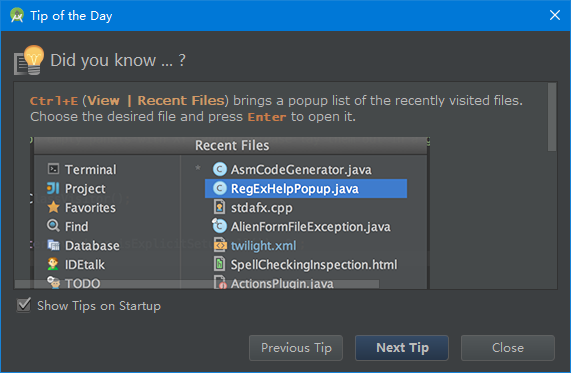 Tip of the Day
Did you know ... ?
Ctrl+E (View | Recent Files) brings a popup list of the recently visited files.
Choose the desired file and press Enter to open it.
Recent Files
Terminal
Project
Favorites
Find
Database
IDEtalk
TODO
AsmCodeGenerator.java
RegExHelpPopup.java
stdafx.cpp
AlienFormFileException.java
twilight.xml
SpellCheckingInspection.html
ActionsPlugin.java
Show Tips on Startup
Previous Tip
Next Tip
Close